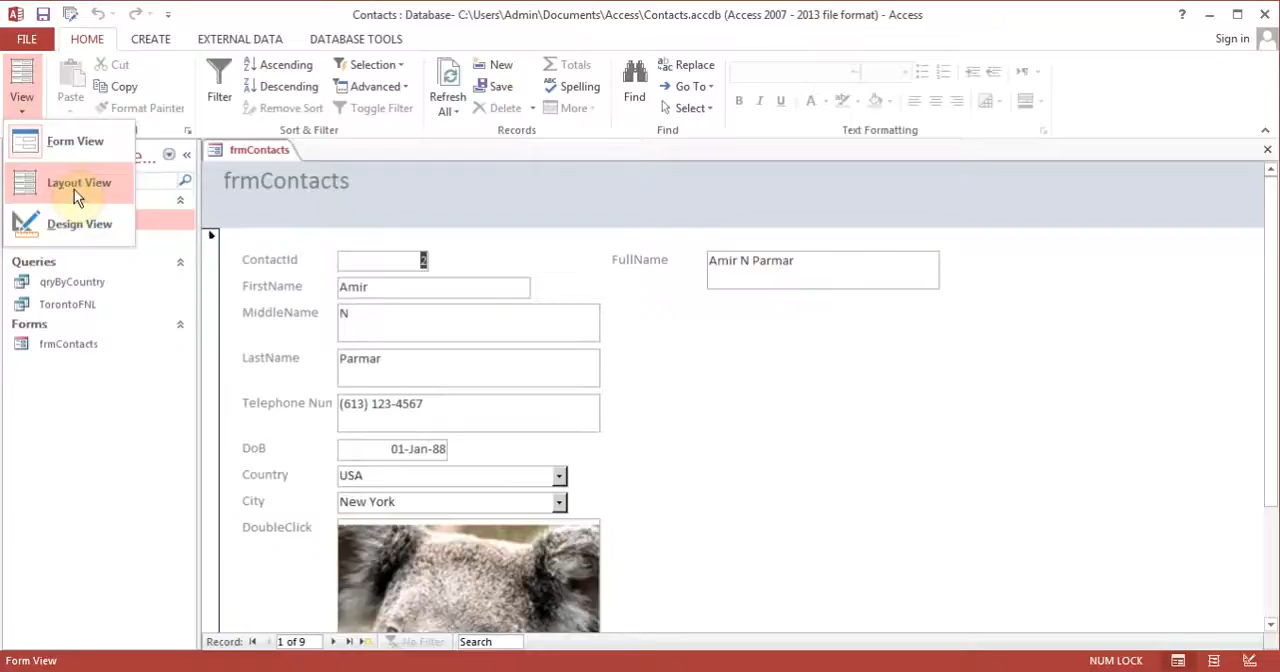 Contacts : Database- C:\Users\Admin\Documents\Access\Contacts.accdb (Access 2007 - 2013 file format) - Access
?
FILE HOME CREATE EXTERNAL DATA DATABASE TOOLS
Sign in
View
Paste
Cut
Copy
Format Painter
Filter
Ascending
Descending
Remove Sort
Selection
Advanced
Toggle Filter
Sort & Filter
Refresh
All
New
Save
Delete
Totals
Spelling
More
Records
Find
Replace
Go To
Select
Find
B I U A
Text Formatting
Form View
Layout View
Design View
e...
Queries
qryByCountry
TorontoFNL
Forms
frmContacts
frmContacts
frmContacts
ContactId 2
FullName Amir N Parmar
FirstName Amir
MiddleName N
LastName Parmar
Telephone Nun (613) 123-4567
DoB 01-Jan-88
Country USA
City New York
DoubleClick
Record: 1 of 9 No Filter Search
Form View
NUM LOCK